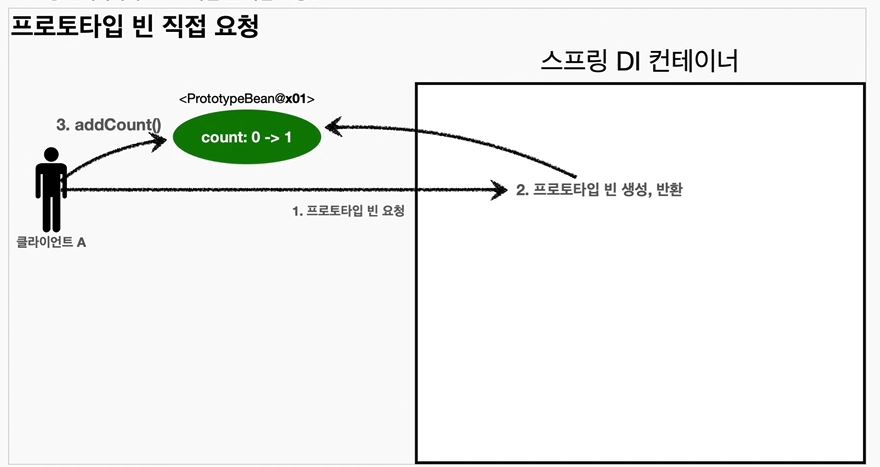 프로토타입 빈 직접 요청
스프링 DI 컨테이너
<PrototypeBean@x01>
3. addCount()
count: 0 -> 1
2. 프로토타입 빈 생성, 반환
1. 프로토타입 빈 요청
클라이언트 A